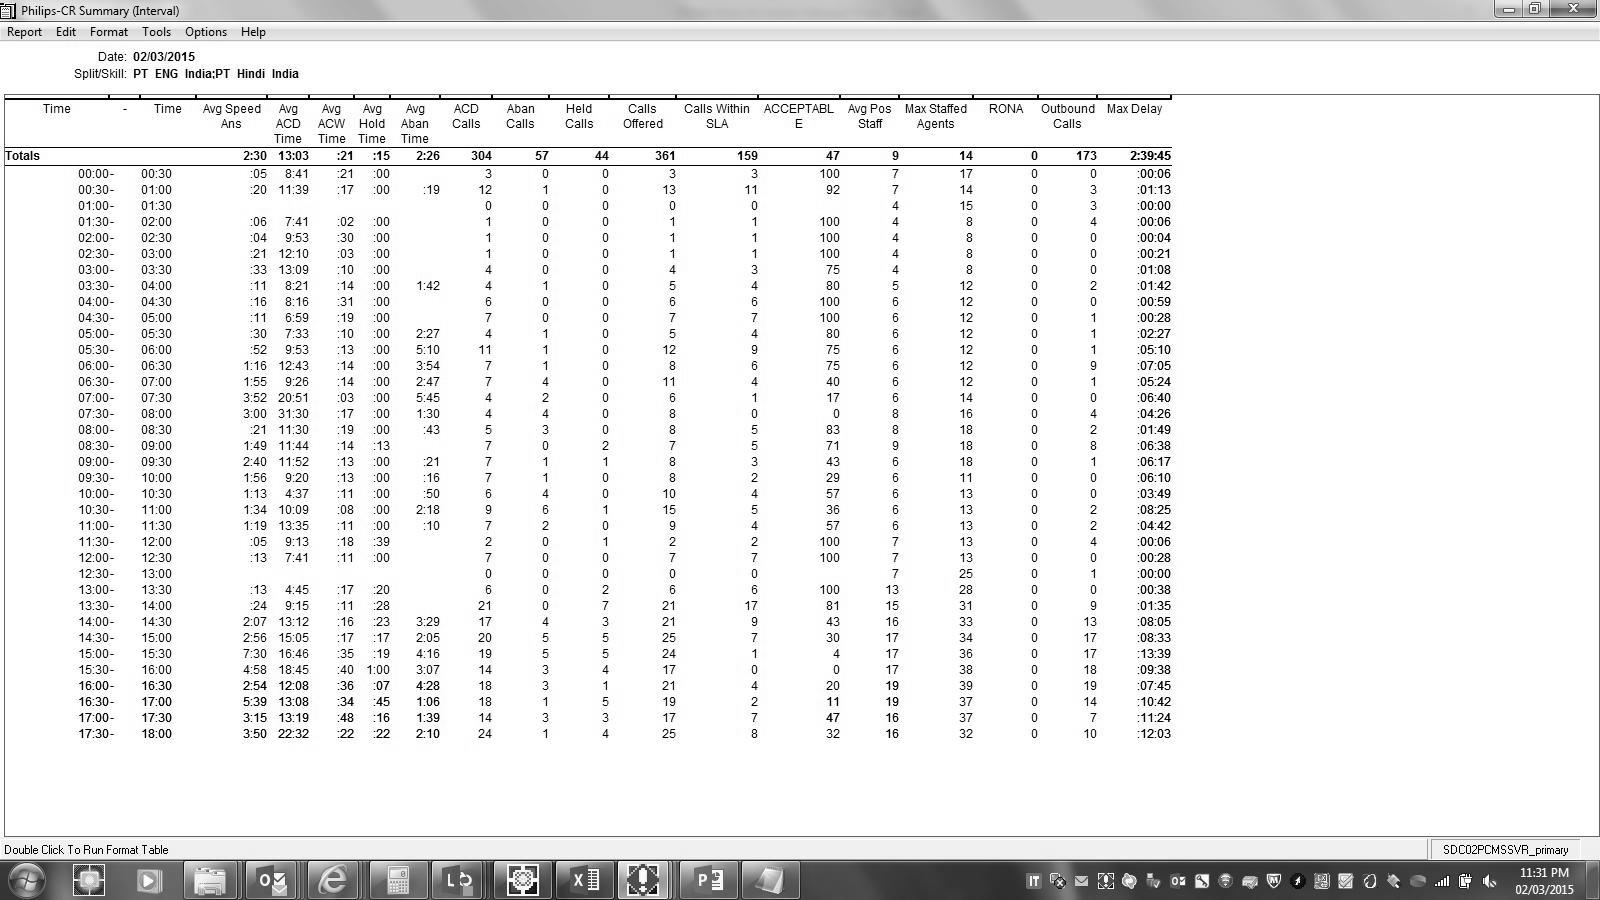 Philips-CR Summary (Interval)
Report Edit Format Tools Options Help
Date: 02/03/2015
Split/Skill: PT ENG India;PT Hindi India
Time - Time Avg Speed Avg Avg Avg Avg ACD Aban Held Calls Calls Within ACCEPTABL Avg Pos Max Staffed RONA Outbound Max Delay
Ans ACD ACW Hold Aban Calls Calls Calls Offered SLA E Staff Agents Calls
Time Time Time Time
Totals 2:30 13:03 :21 :15 2:26 304 57 44 361 159 47 9 14 0 173 2:39:45
00:00- 00:30 :05 8:41 :21 :00 3 0 0 3 3 100 7 17 0 0 :00:06
00:30- 01:00 :20 11:39 :17 :00 :19 12 1 0 13 11 92 7 14 0 3 :01:13
01:00- 01:30 0 0 0 0 0 4 15 0 3 :00:00
01:30- 02:00 :06 7:41 :02 :00 1 0 0 1 1 100 4 8 0 4 :00:06
02:00- 02:30 :04 9:53 :30 :00 1 0 0 1 1 100 4 8 0 0 :00:04
02:30- 03:00 :21 12:10 :03 :00 1 0 0 1 1 100 4 8 0 0 :00:21
03:00- 03:30 :33 13:09 :10 :00 4 0 0 4 3 75 4 8 0 0 :01:08
03:30- 04:00 :11 8:21 :14 :00 1:42 4 1 0 5 4 80 5 12 0 2 :01:42
04:00- 04:30 :16 8:16 :31 :00 6 0 0 6 6 100 6 12 0 0 :00:59
04:30- 05:00 :11 6:59 :19 :00 7 0 0 7 7 100 6 12 0 1 :00:28
05:00- 05:30 :30 7:33 :10 :00 2:27 4 1 0 5 4 80 6 12 0 1 :02:27
05:30- 06:00 :52 9:53 :13 :00 5:10 11 1 0 12 9 75 6 12 0 1 :05:10
06:00- 06:30 1:16 12:43 :14 :00 3:54 7 1 0 8 6 75 6 12 0 9 :07:05
06:30- 07:00 1:55 9:26 :14 :00 2:47 7 4 0 11 4 40 6 12 0 1 :05:24
07:00- 07:30 3:52 20:51 :03 :00 5:45 4 2 0 6 1 17 6 14 0 0 :06:40
07:30- 08:00 3:00 31:30 :17 :00 1:30 4 4 0 8 0 0 8 16 0 4 :04:26
08:00- 08:30 :21 11:30 :19 :00 :43 5 3 0 8 5 83 8 18 0 2 :01:49
08:30- 09:00 1:49 11:44 :14 :13 7 0 2 7 5 71 9 18 0 8 :06:38
09:00- 09:30 2:40 11:52 :13 :00 :21 7 1 1 8 3 43 6 18 0 1 :06:17
09:30- 10:00 1:56 9:20 :13 :00 :16 7 1 0 8 2 29 6 11 0 0 :06:10
10:00- 10:30 1:13 4:37 :11 :00 :50 6 4 0 10 4 57 6 13 0 0 :03:49
10:30- 11:00 1:34 10:09 :08 :00 2:18 9 6 1 15 5 36 6 13 0 2 :08:25
11:00- 11:30 1:19 13:35 :11 :00 :10 7 2 0 9 4 57 6 13 0 2 :04:42
11:30- 12:00 :05 9:13 :18 :39 2 0 1 2 2 100 7 13 0 4 :00:06
12:00- 12:30 :13 7:41 :11 :00 7 0 0 7 7 100 7 13 0 0 :00:28
12:30- 13:00 0 0 0 0 0 7 25 0 1 :00:00
13:00- 13:30 :13 4:45 :17 :20 6 0 2 6 6 100 13 28 0 0 :00:38
13:30- 14:00 :24 9:15 :11 :28 21 0 7 21 17 81 15 31 0 9 :01:35
14:00- 14:30 2:07 13:12 :16 :23 3:29 17 4 3 21 9 43 16 33 0 13 :08:05
14:30- 15:00 2:56 15:05 :17 :17 2:05 20 5 5 25 7 30 17 34 0 17 :08:33
15:00- 15:30 7:30 16:46 :35 :19 4:16 19 5 5 24 1 4 17 36 0 17 :13:39
15:30- 16:00 4:58 18:45 :40 1:00 3:07 14 3 4 17 0 0 17 38 0 18 :09:38
16:00- 16:30 2:54 12:08 :36 :07 4:28 18 3 1 21 4 20 19 39 0 19 :07:45
16:30- 17:00 5:39 13:08 :34 :45 1:06 18 1 5 19 2 11 19 37 0 14 :10:42
17:00- 17:30 3:15 13:19 :48 :16 1:39 14 3 3 17 7 47 16 37 0 7 :11:24
17:30- 18:00 3:50 22:32 :22 :22 2:10 24 1 4 25 8 32 16 32 0 10 :12:03
Double Click To Run Format Table SDC02PCMSSVR_primary
IT 11:31 PM
02/03/2015